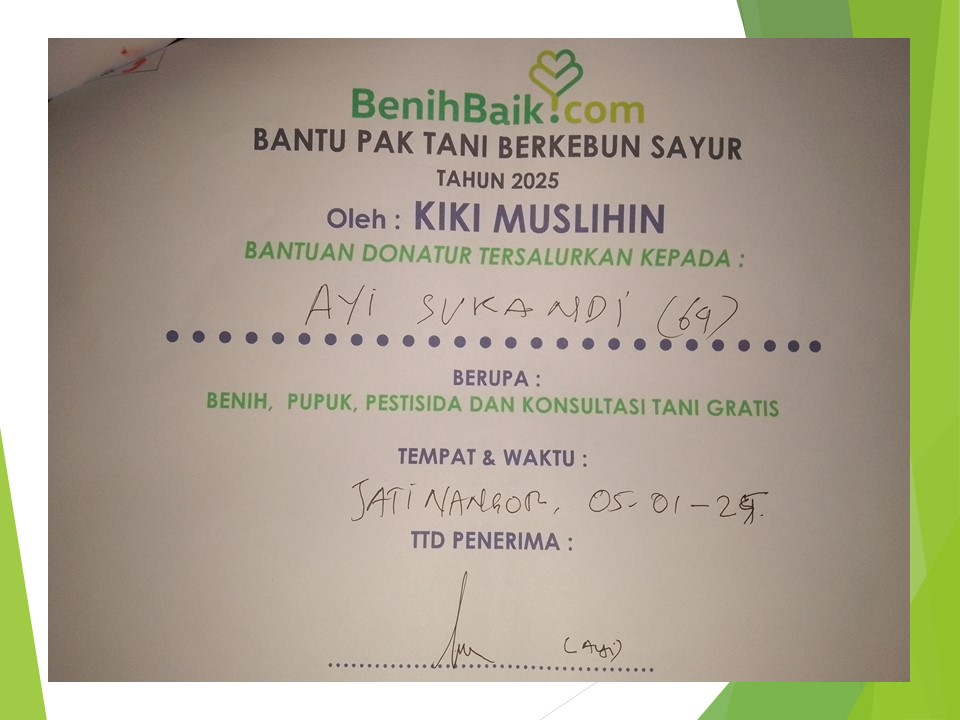 BenihBaik.com
BANTU PAK TANI BERKEBUN SAYUR
TAHUN 2025
Oleh : KIKI MUSLIHIN
BANTUAN DONATUR TERSALURKAN KEPADA :
AYI SUKANDI (69)
BERUPA :
BENIH, PUPUK, PESTISIDA DAN KONSULTASI TANI GRATIS
TEMPAT & WAKTU :
JATINANGOR, 05-01-25.
TTD PENERIMA :
(Ayi)